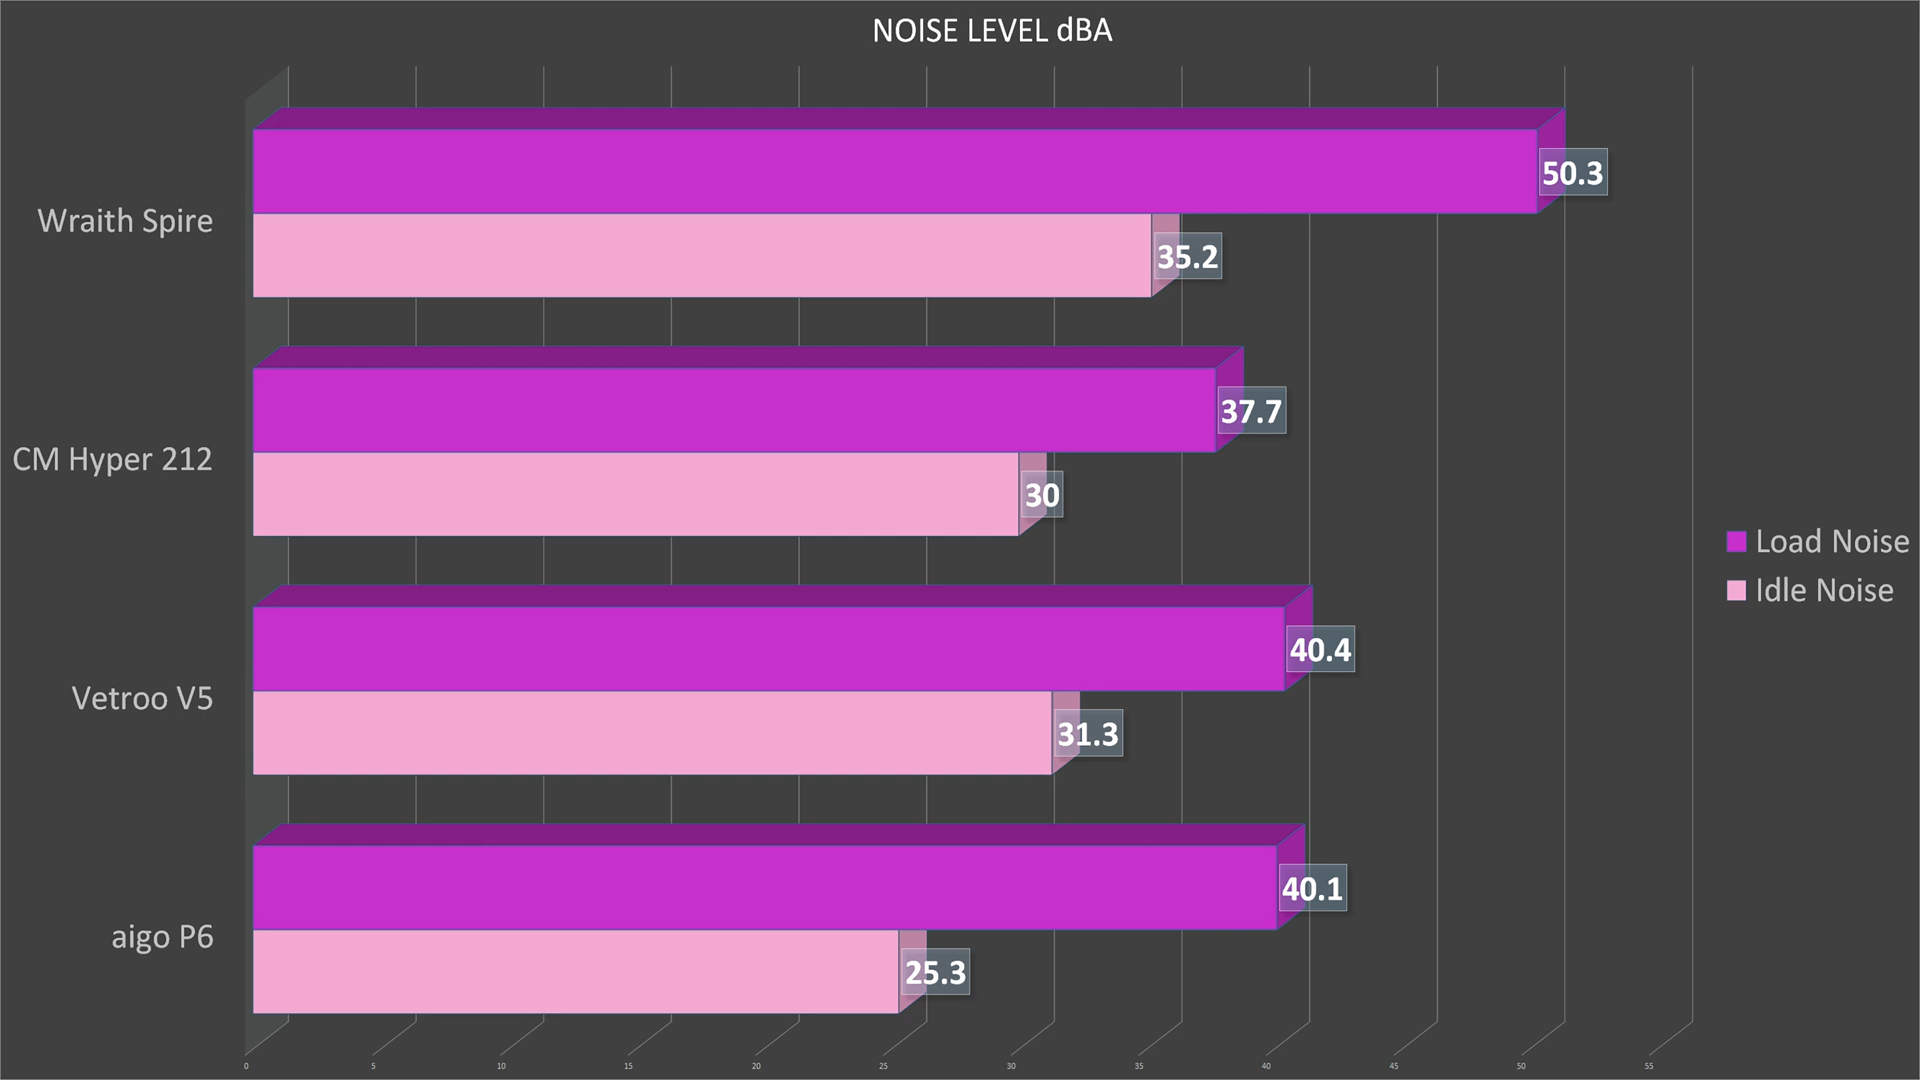 NOISE LEVEL dBA
Wraith Spire
50.3
35.2
CM Hyper 212
37.7
30
Vetroo V5
40.4
31.3
aigo P6
40.1
25.3
Load Noise
Idle Noise
0 5 10 15 20 25 30 35 40 45 50 55